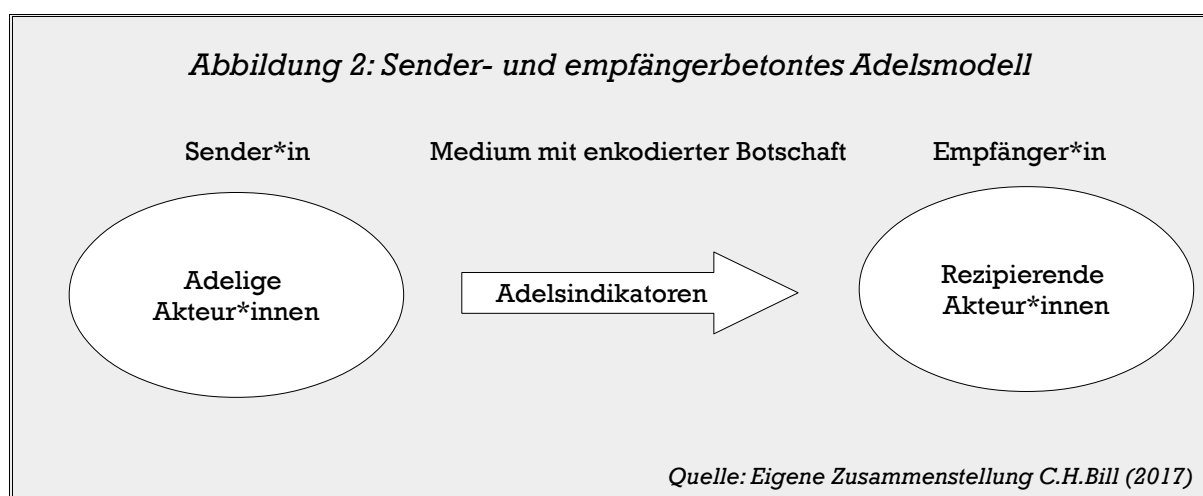 Abbildung 2: Sender- und empfängerbetontes Adelsmodell
Sender*in
Medium mit enkodierter Botschaft
Empfänger*in
Adelige
Akteur*innen
Adelsindikatoren
Rezipierende
Akteur*innen
Quelle: Eigene Zusammenstellung C.H.Bill (2017)